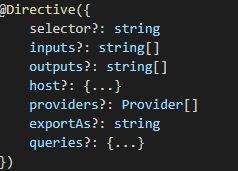 @Directive({
selector?: string
inputs?: string[]
outputs?: string[]
host?: {...}
providers?: Provider[]
exportAs?: string
queries?: {...}
})